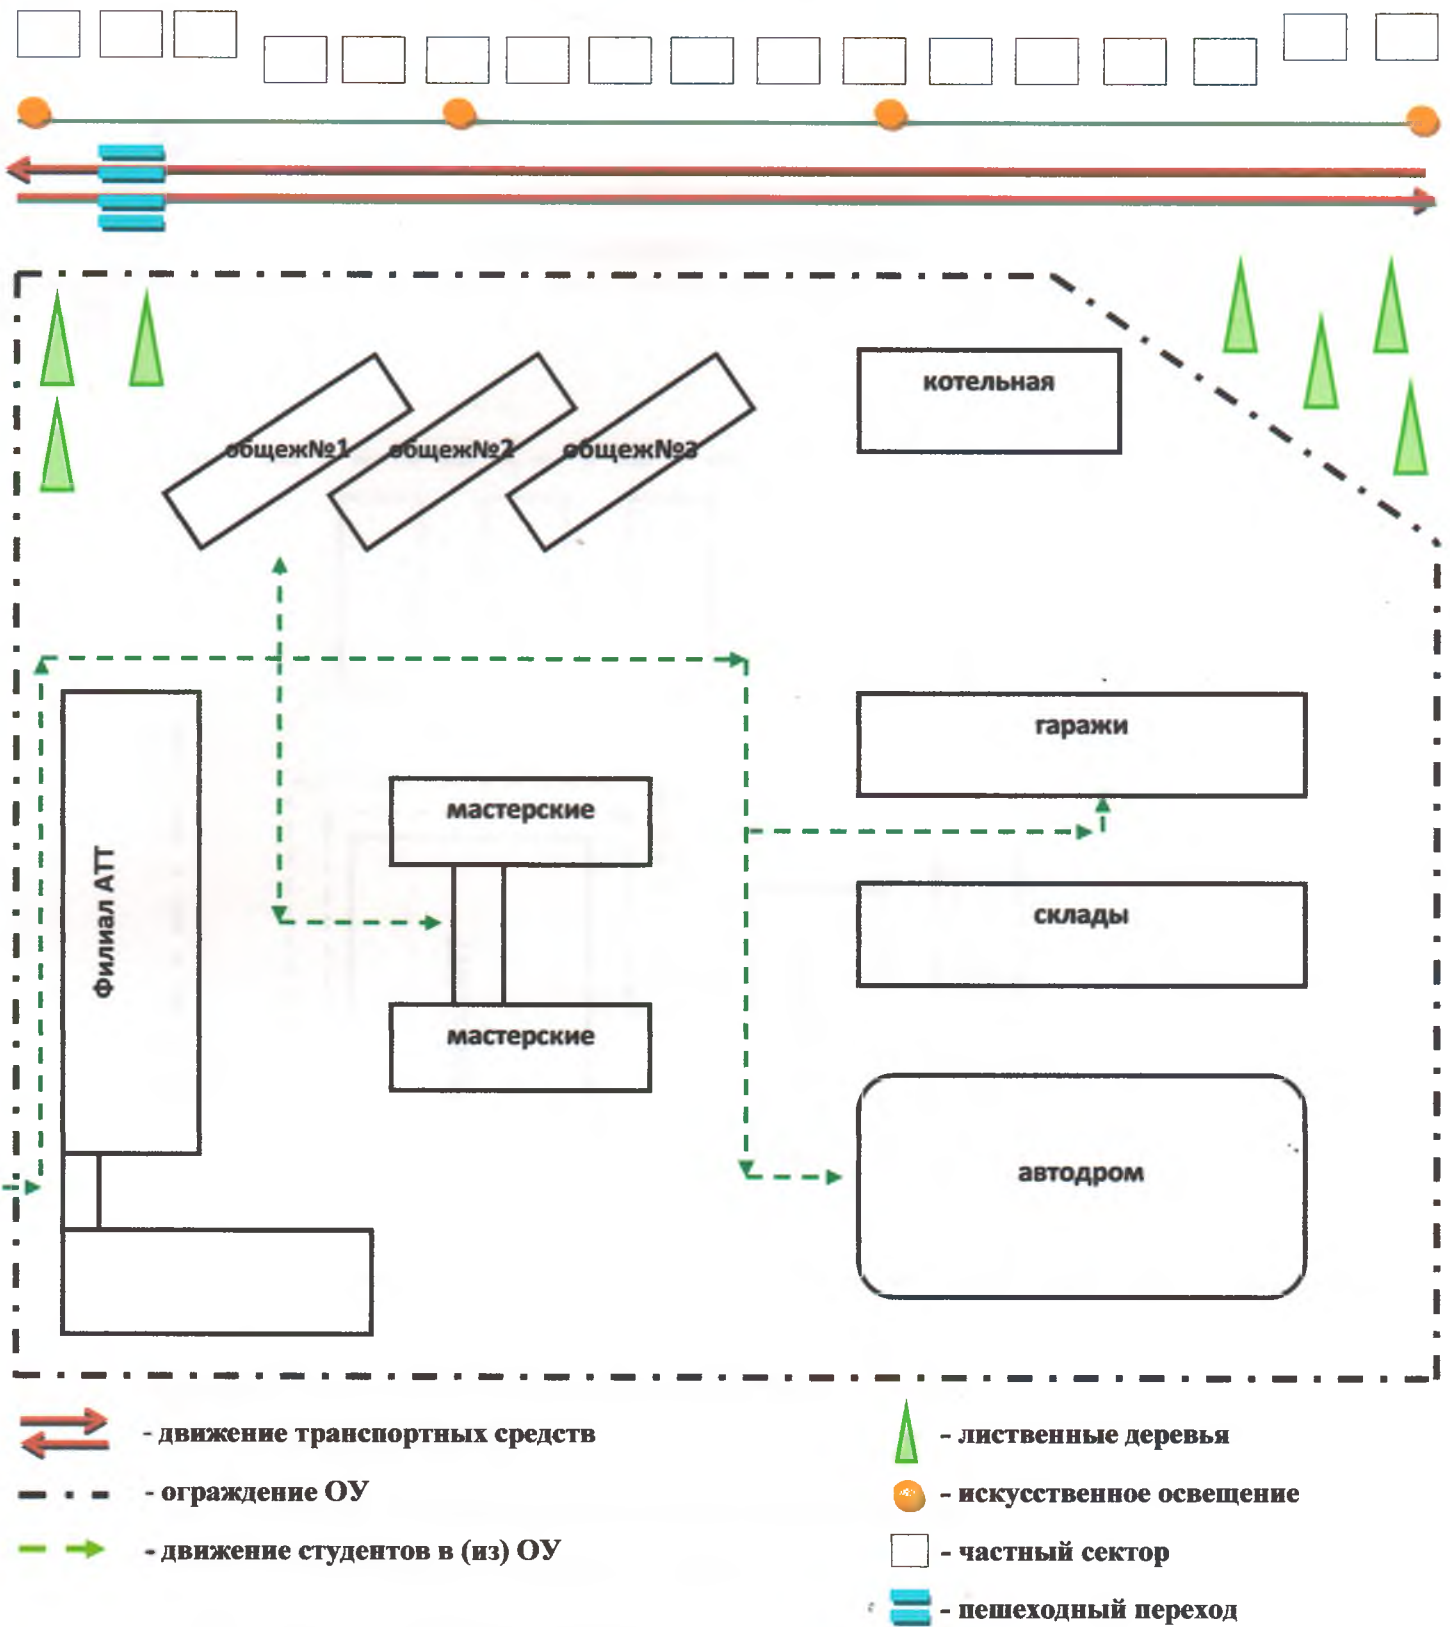 котельная
общеж№1
общеж№2
общеж№3
гаражи
мастерские
Филиал АТТ
склады
мастерские
автодром
- движение транспортных средств
- ограждение ОУ
- движение студентов в (из) ОУ
- лиственные деревья
- искусственное освещение
- частный сектор
- пешеходный переход